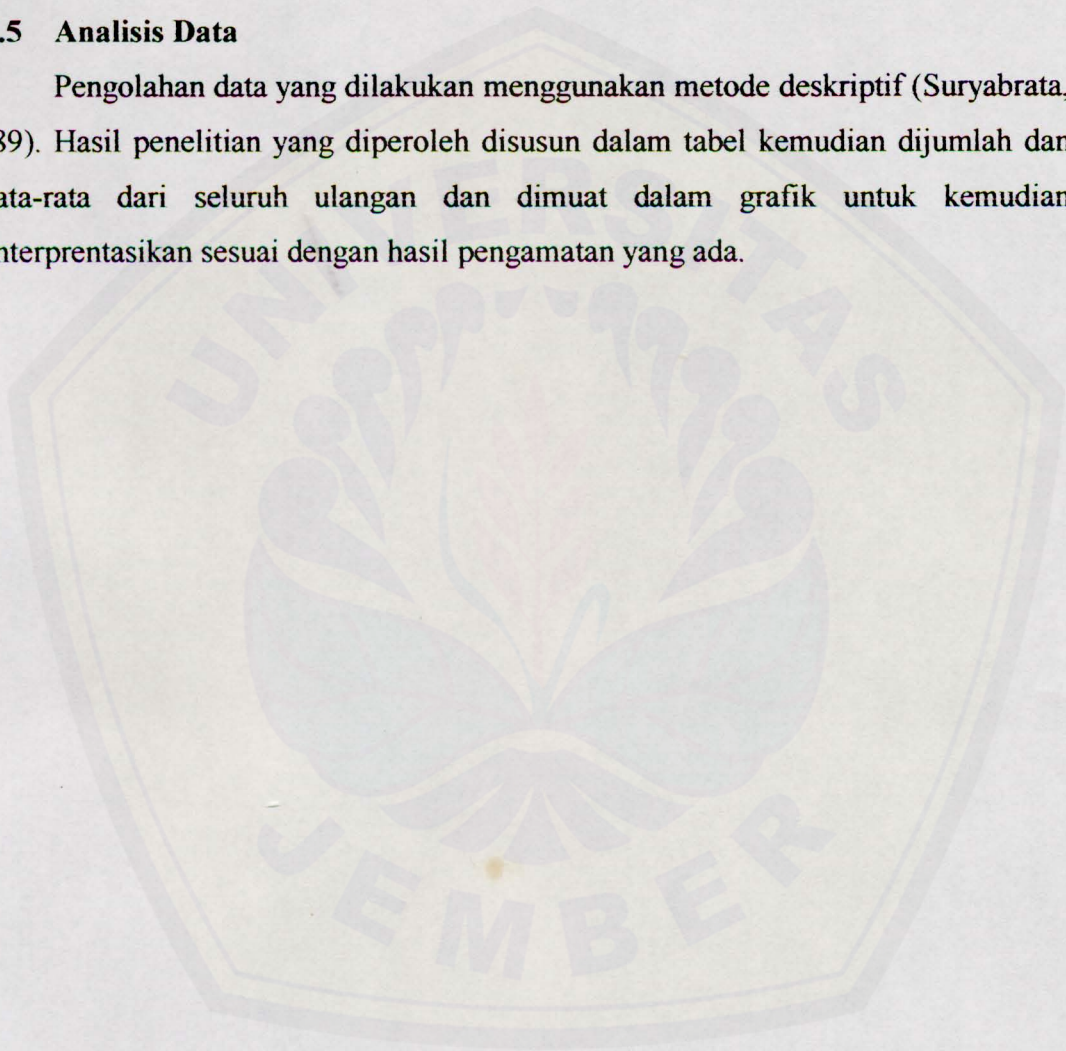 .5 Analisis Data
Pengolahan data yang dilakukan menggunakan metode deskriptif (Suryabrata,
89). Hasil penelitian yang diperoleh disusun dalam tabel kemudian dijumlah dan
ata-rata dari seluruh ulangan dan dimuat dalam grafik untuk kemudian
nterprentasikan sesuai dengan hasil pengamatan yang ada.
UNIVERSITAS
JEMBER